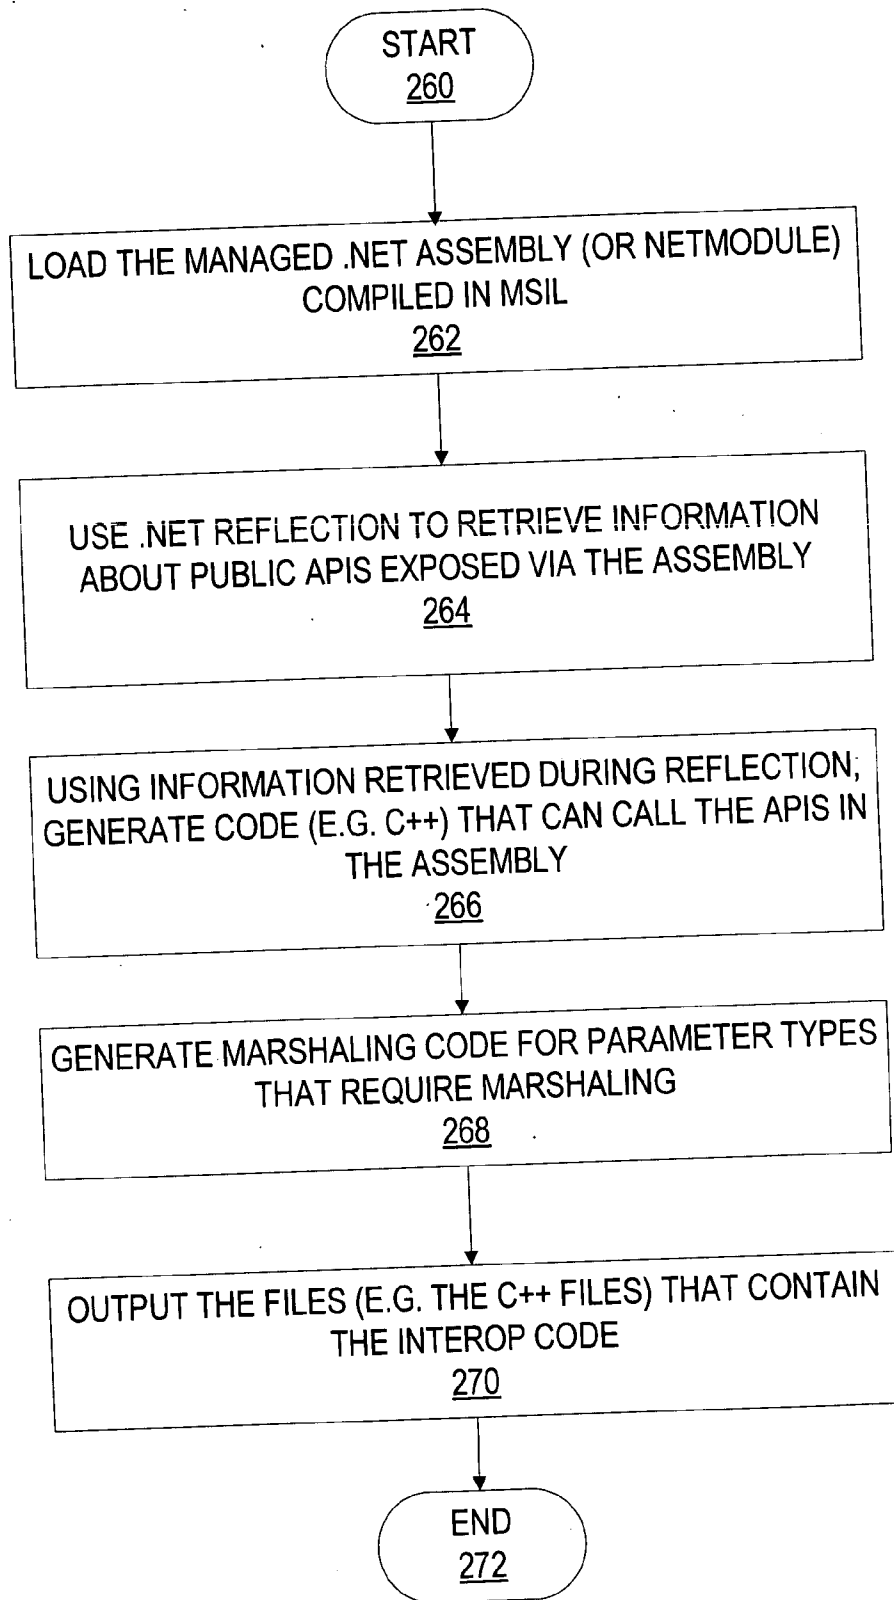 START
260
LOAD THE MANAGED .NET ASSEMBLY (OR NETMODULE)
COMPILED IN MSIL
262
USE .NET REFLECTION TO RETRIEVE INFORMATION
ABOUT PUBLIC APIS EXPOSED VIA THE ASSEMBLY
264
USING INFORMATION RETRIEVED DURING REFLECTION,
GENERATE CODE (E.G. C++) THAT CAN CALL THE APIS IN
THE ASSEMBLY
266
GENERATE MARSHALING CODE FOR PARAMETER TYPES
THAT REQUIRE MARSHALING
268
OUTPUT THE FILES (E.G. THE C++ FILES) THAT CONTAIN
THE INTEROP CODE
270
END
272